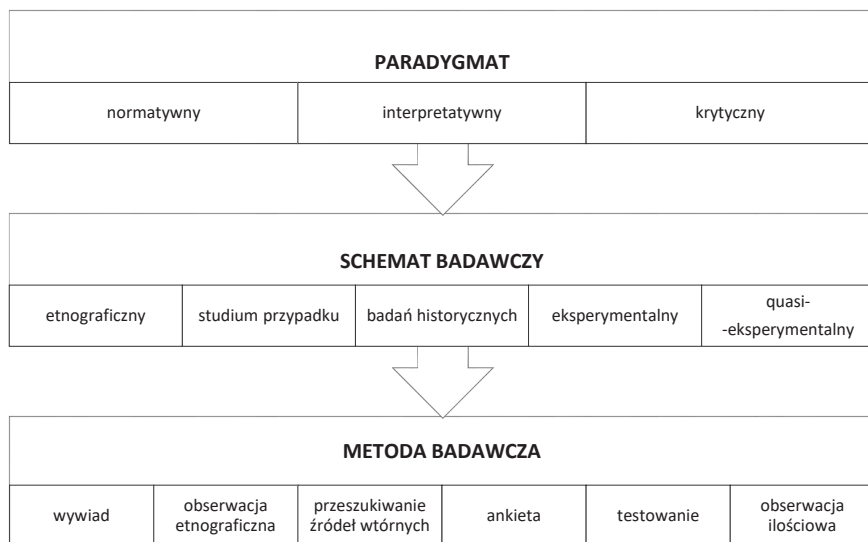 PARADYGMAT
normatywny
interpretatywny
krytyczny
SCHEMAT BADAWCZY
etnograficzny
studium przypadku
badań historycznych
eksperymentalny
quasi-
-eksperymentalny
METODA BADAWCZA
wywiad
obserwacja
etnograficzna
przeszukiwanie
źródeł wtórnych
ankieta
testowanie
obserwacja
ilościowa